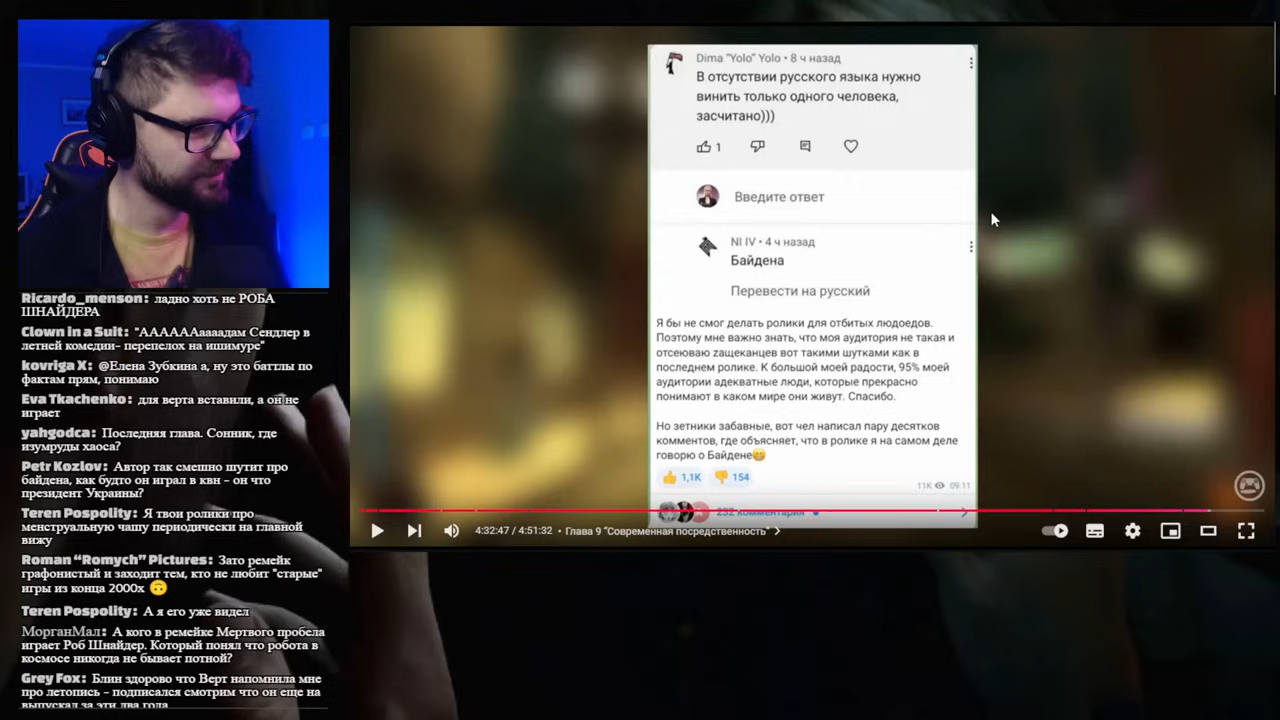 Ricardo_menson: ладно хоть не РОБА
ШНАЙДЕРА
Clown in a Suit: "ААААААааааадам Сендлер в
летней комедии– перепелох на ишимуре"
kovriga X: @Елена Зубкина а, ну это баттлы по
фактам прям, понимаю
Eva Tkachenko: для верта вставили, а он не
играет
yahgodca: Последняя глава. Сонник, где
изумруды хаоса?
Petr Kozlov: Автор так смешно шутит про
байдена, как будто он играл в квн – он что
президент Украины?
Teren Pospolity: Я твои ролики про
менструальную чашу периодически на главной
вижу
Roman “Romych” Pictures: Зато ремейк
графонистый и заходит тем, кто не любит "старые"
игры из конца 2000х 🙃
Teren Pospolity: А я его уже видел
МорганМал: А кого в ремейке Мертвого пробела
играет Роб Шнайдер. Который понял что робота в
космосе никогда не бывает потной?
Grey Fox: Блин здорово что Верт напомнила мне
про летопись – подписался смотрим что он еще на
выпускал за эти два года
Dima "Yolo" Yolo • 8 ч назад
В отсутствии русского языка нужно
винить только одного человека,
засчитано)))
1
Введите ответ
NI IV • 4 ч назад
Байдена
Перевести на русский
Я бы не смог делать ролики для отбитых людоедов.
Поэтому мне важно знать, что моя аудитория не такая и
отсеюваю защеканцев вот такими шутками как в
последнем ролике. К большой моей радости, 95% моей
аудитории адекватные люди, которые прекрасно
понимают в каком мире они живут. Спасибо.
Но зетники забавные, вот чел написал пару десятков
комментов, где объясняет, что в ролике я на самом деле
говорю о Байдене😁
👍 1,1K 👎 154
11K 09:11
232 комментария
4:32:47 / 4:51:32 • Глава 9 “Современная посредственность” >